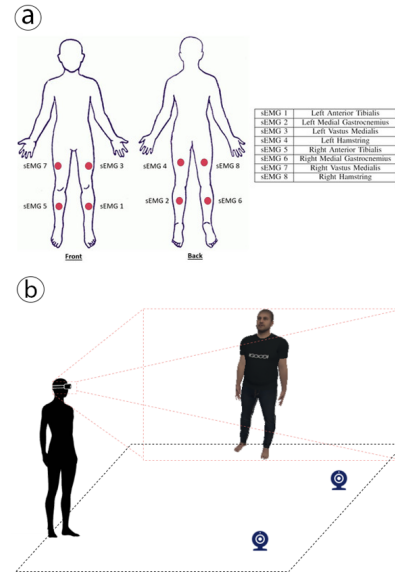 a
sEMG 7
sEMG 3
sEMG 4
sEMG 8
sEMG 5
sEMG 1
sEMG 2
sEMG 6
Front
Back
sEMG 1 Left Anterior Tibialis
sEMG 2 Left Medial Gastrocnemius
sEMG 3 Left Vastus Medialis
sEMG 4 Left Hamstring
sEMG 5 Right Anterior Tibialis
sEMG 6 Right Medial Gastrocnemius
sEMG 7 Right Vastus Medialis
sEMG 8 Right Hamstring
b